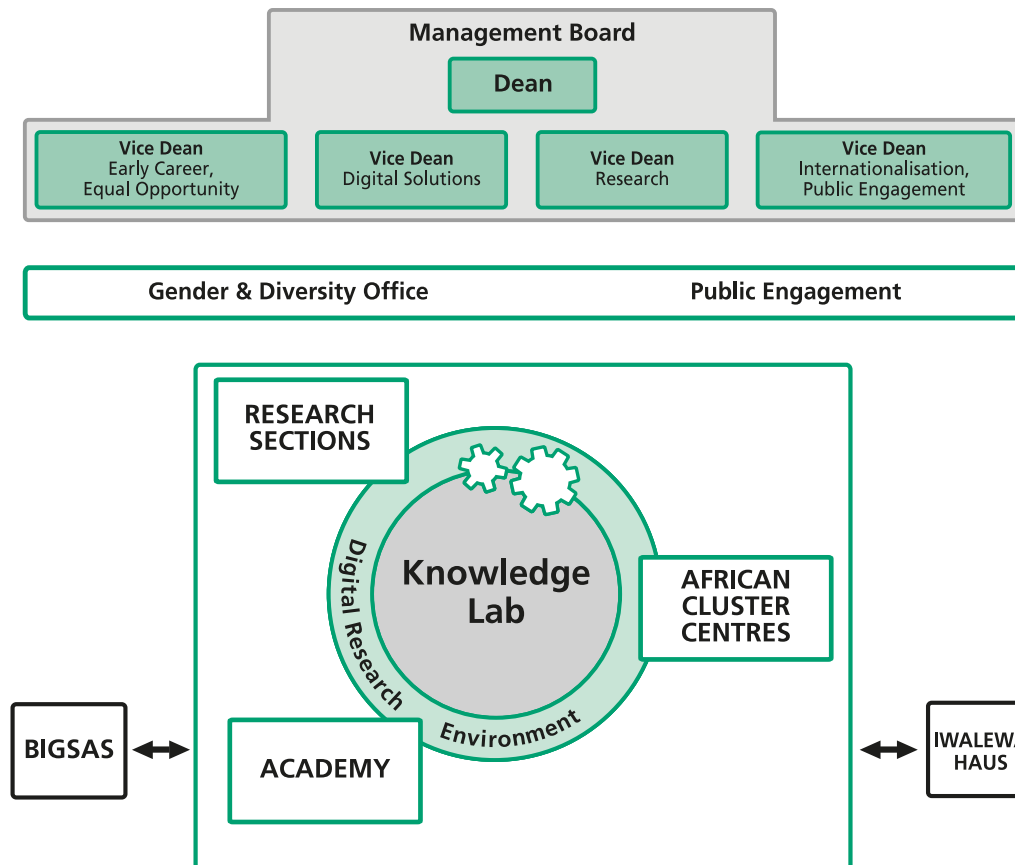 Management Board
Dean
Vice Dean
Early Career,
Equal Opportunity
Vice Dean
Digital Solutions
Vice Dean
Research
Vice Dean
Internationalisation,
Public Engagement
Gender & Diversity Office
Public Engagement
RESEARCH
SECTIONS
Knowledge
Lab
Digital Research Environment
AFRICAN
CLUSTER
CENTRES
BIGSAS
ACADEMY
HAUS